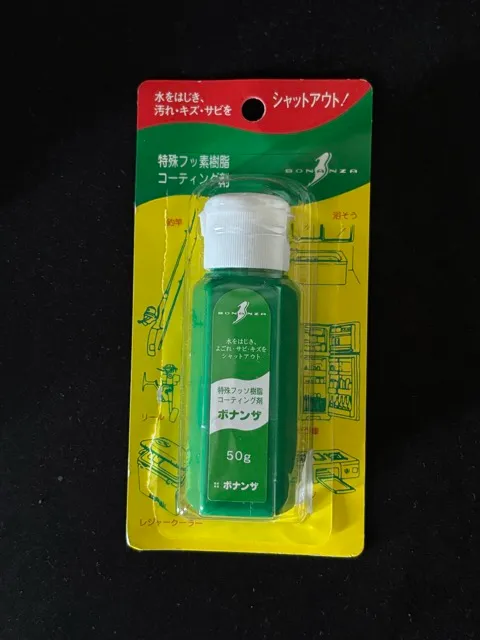 水をはじき、
汚れ・キズ・サビを
シャットアウト!
特殊フッ素樹脂
コーティング剤
BONANZA
釣竿
浴そう
BONANZA
水をはじき、
よごれ・サビ・キズを
シャットアウト
特殊フッソ樹脂
コーティング剤
ボナンザ
50g
ボナンザ
リール
レジャークーラー